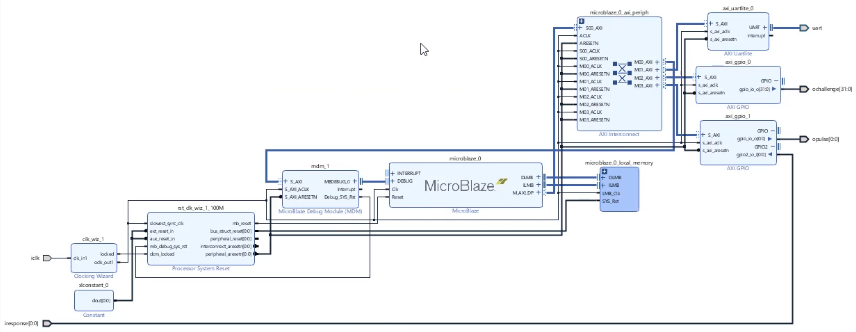 microblaze_0_axi_periph
S00_AXI
ACLK
ARESETN
S00_ACLK
S00_ARESETN
M00_ACLK
M00_ARESETN
M01_ACLK
M01_ARESETN
M02_ACLK
M02_ARESETN
M03_ACLK
M03_ARESETN
M00_AXI
M01_AXI
M02_AXI
M03_AXI
AXI Interconnect
axi_uartlite_0
S_AXI
s_axi_aclk
s_axi_aresetn
UART
interrupt
AXI Uartlite
uart
axi_gpio_0
S_AXI
s_axi_aclk
s_axi_aresetn
GPIO
gpio_io_o[31:0]
AXI GPIO
ochallenge[31:0]
axi_gpio_1
S_AXI
s_axi_aclk
s_axi_aresetn
GPIO
gpio_io_o[0:0]
GPIO2
gpio2_io_i[0:0]
AXI GPIO
opulse[0:0]
mdm_1
S_AXI
S_AXI_ACLK
S_AXI_ARESETN
MBDEBUG_0
Interrupt
Debug_SYS_Rst
MicroBlaze Debug Module (MDM)
microblaze_0
INTERRUPT
DEBUG
Clk
Reset
MicroBlaze
DLMB
ILMB
M_AXI_DP
MicroBlaze
microblaze_0_local_memory
DLMB
ILMB
LMB_Clk
SYS_Rst
rst_clk_wiz_1_100M
slowest_sync_clk
ext_reset_in
aux_reset_in
mb_debug_sys_rst
dcm_locked
mb_reset
bus_struct_reset[0:0]
peripheral_reset[0:0]
interconnect_aresetn[0:0]
peripheral_aresetn[0:0]
Processor System Reset
clk_wiz_1
clk_in1
locked
clk_out1
Clocking Wizard
iclk
xlconstant_0
dout[0:0]
Constant
iresponse[0:0]